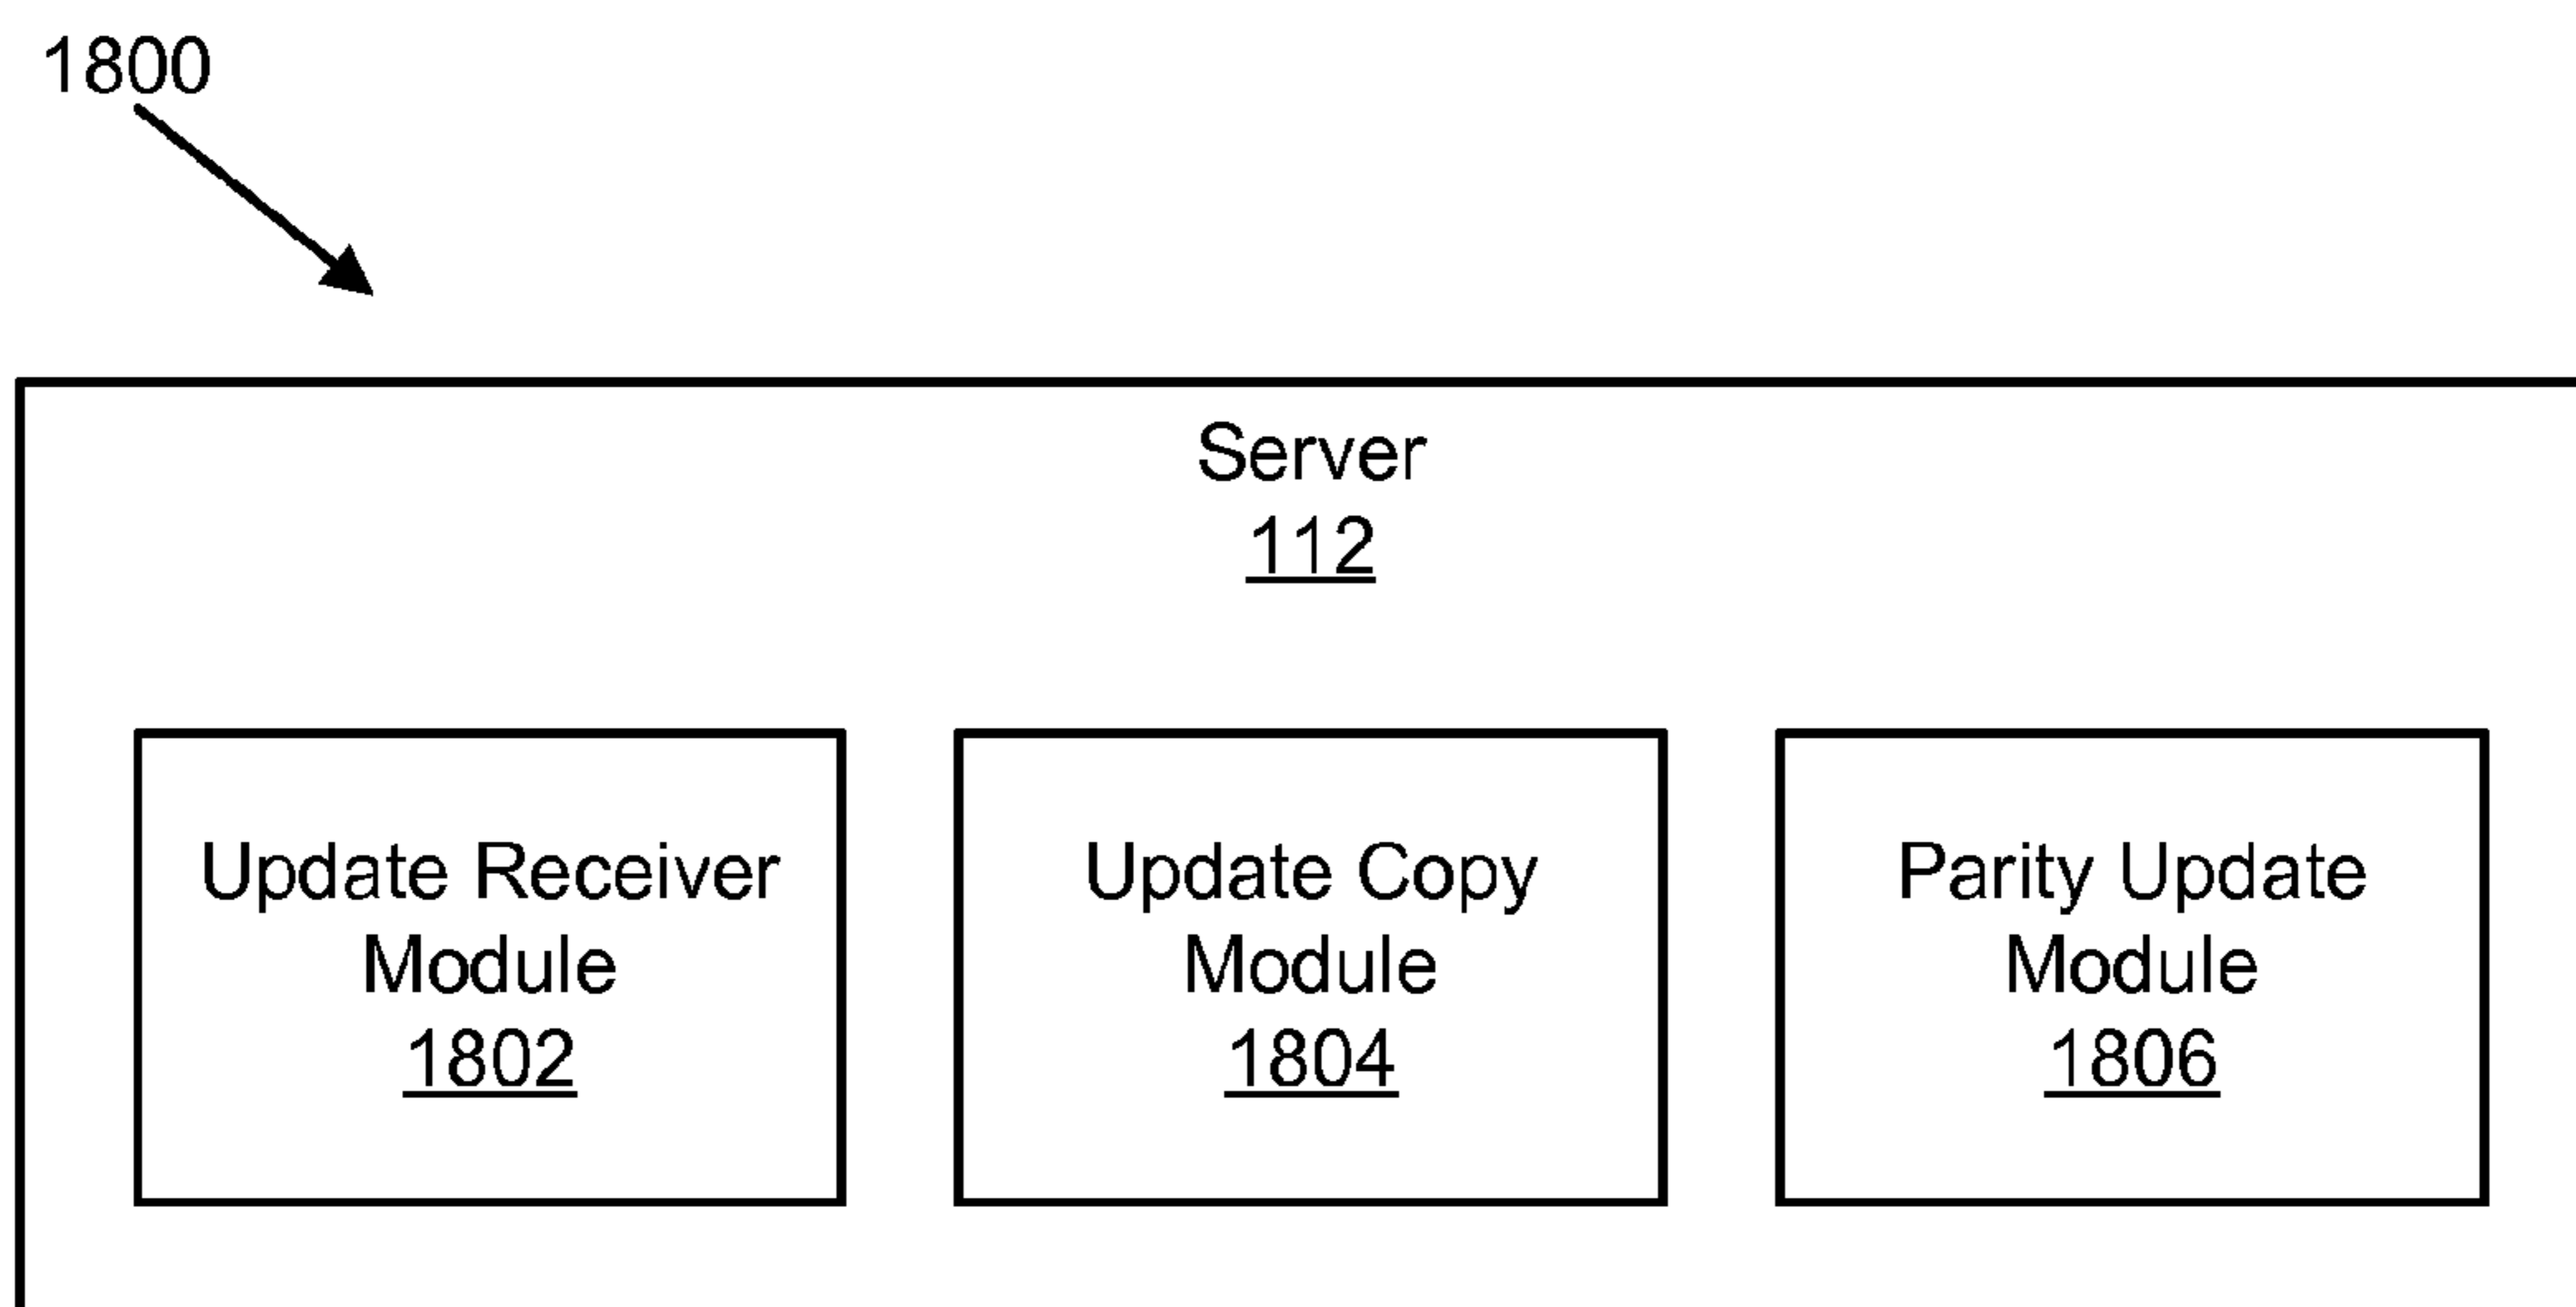 1800
Server
112
Update Receiver
Module
1802
Update Copy
Module
1804
Parity Update
Module
1806